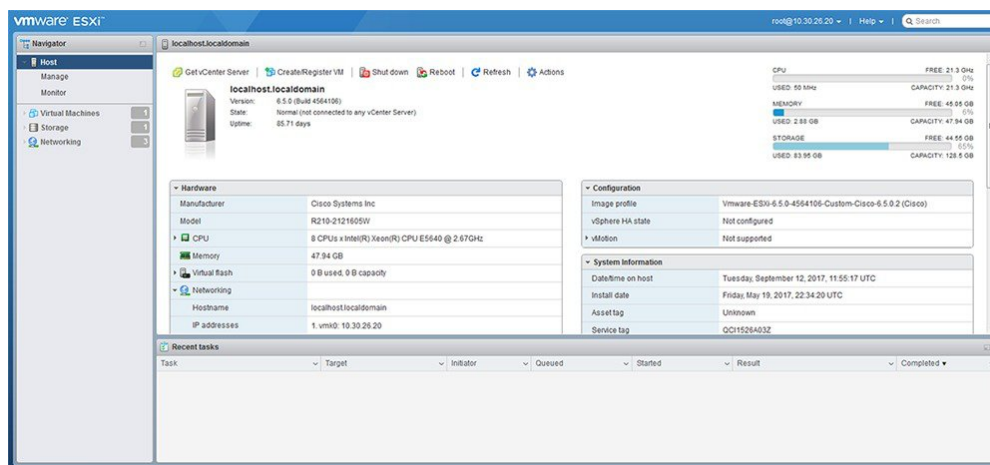 vmware ESXi™
root@10.30.26.20 | Help | Search
Navigator
localhost.localdomain
Host
Manage
Monitor
Virtual Machines 1
Storage 1
Networking 3
Get vCenter Server | Create/Register VM | Shut down Reboot | Refresh | Actions
localhost.localdomain
Version: 6.5.0 (Build 4564106)
State: Normal (not connected to any vCenter Server)
Uptime: 85.71 days
CPU FREE: 21.3 GHz
0%
USED: 50 MHz CAPACITY: 21.3 GHz
MEMORY FREE: 45.05 GB
6%
USED: 2.88 GB CAPACITY: 47.94 GB
STORAGE FREE: 44.55 GB
65%
USED: 83.95 GB CAPACITY: 128.5 GB
Hardware
Manufacturer Cisco Systems Inc
Model R210-2121605W
CPU 8 CPUs x Intel(R) Xeon(R) CPU E5640 @ 2.67GHz
Memory 47.94 GB
Virtual flash 0 B used, 0 B capacity
Networking
Hostname localhost.localdomain
IP addresses 1. vmk0: 10.30.26.20
Configuration
Image profile Vmware-ESXi-6.5.0-4564106-Custom-Cisco-6.5.0.2 (Cisco)
vSphere HA state Not configured
vMotion Not supported
System Information
Date/time on host Tuesday, September 12, 2017, 11:55:17 UTC
Install date Friday, May 19, 2017, 22:34:20 UTC
Asset tag Unknown
Service tag QCI1526A03Z
Recent tasks
Task Target Initiator Queued Started Result Completed